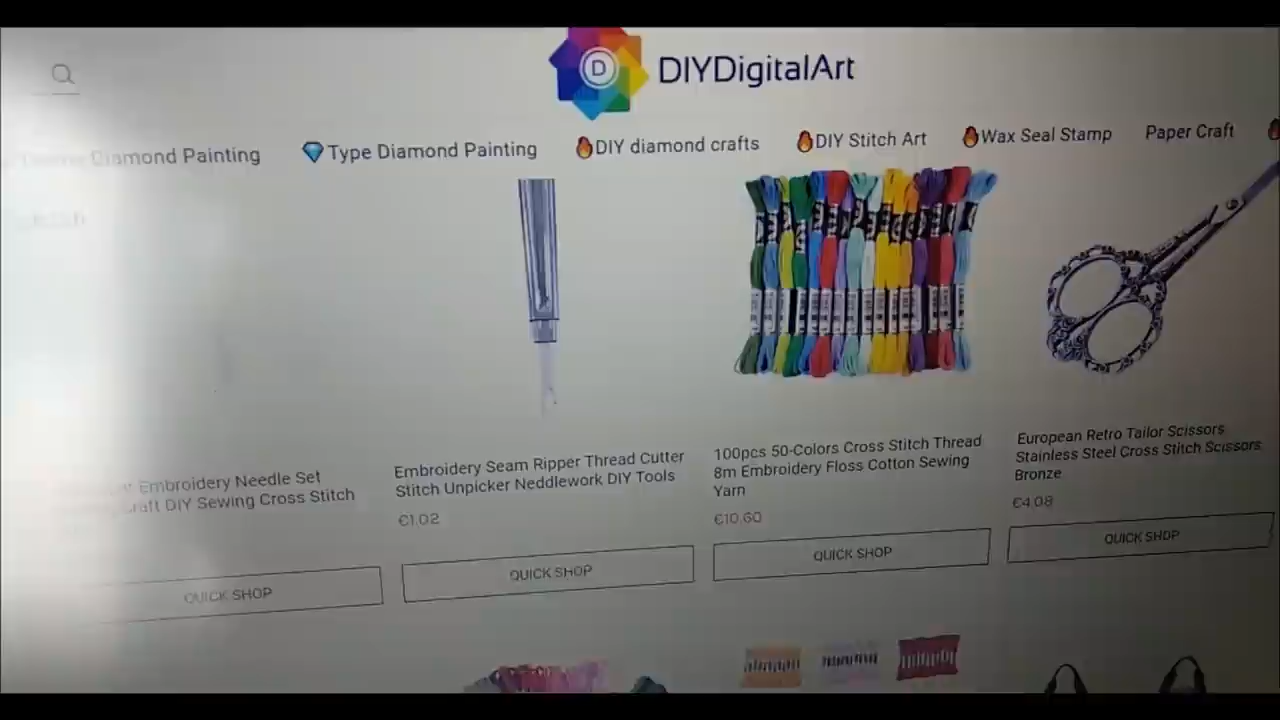 D DIYDigitalArt
Diamond Painting
Type Diamond Painting
DIY diamond crafts
DIY Stitch Art
Wax Seal Stamp
Paper Craft
Embroidery Needle Set
DIY Sewing Cross Stitch
QUICK SHOP
Embroidery Seam Ripper Thread Cutter
Stitch Unpicker Neddlework DIY Tools
€1.02
QUICK SHOP
100pcs 50-Colors Cross Stitch Thread
8m Embroidery Floss Cotton Sewing
Yarn
€10.60
QUICK SHOP
European Retro Tailor Scissors
Stainless Steel Cross Stitch Scissors
Bronze
€4.08
QUICK SHOP